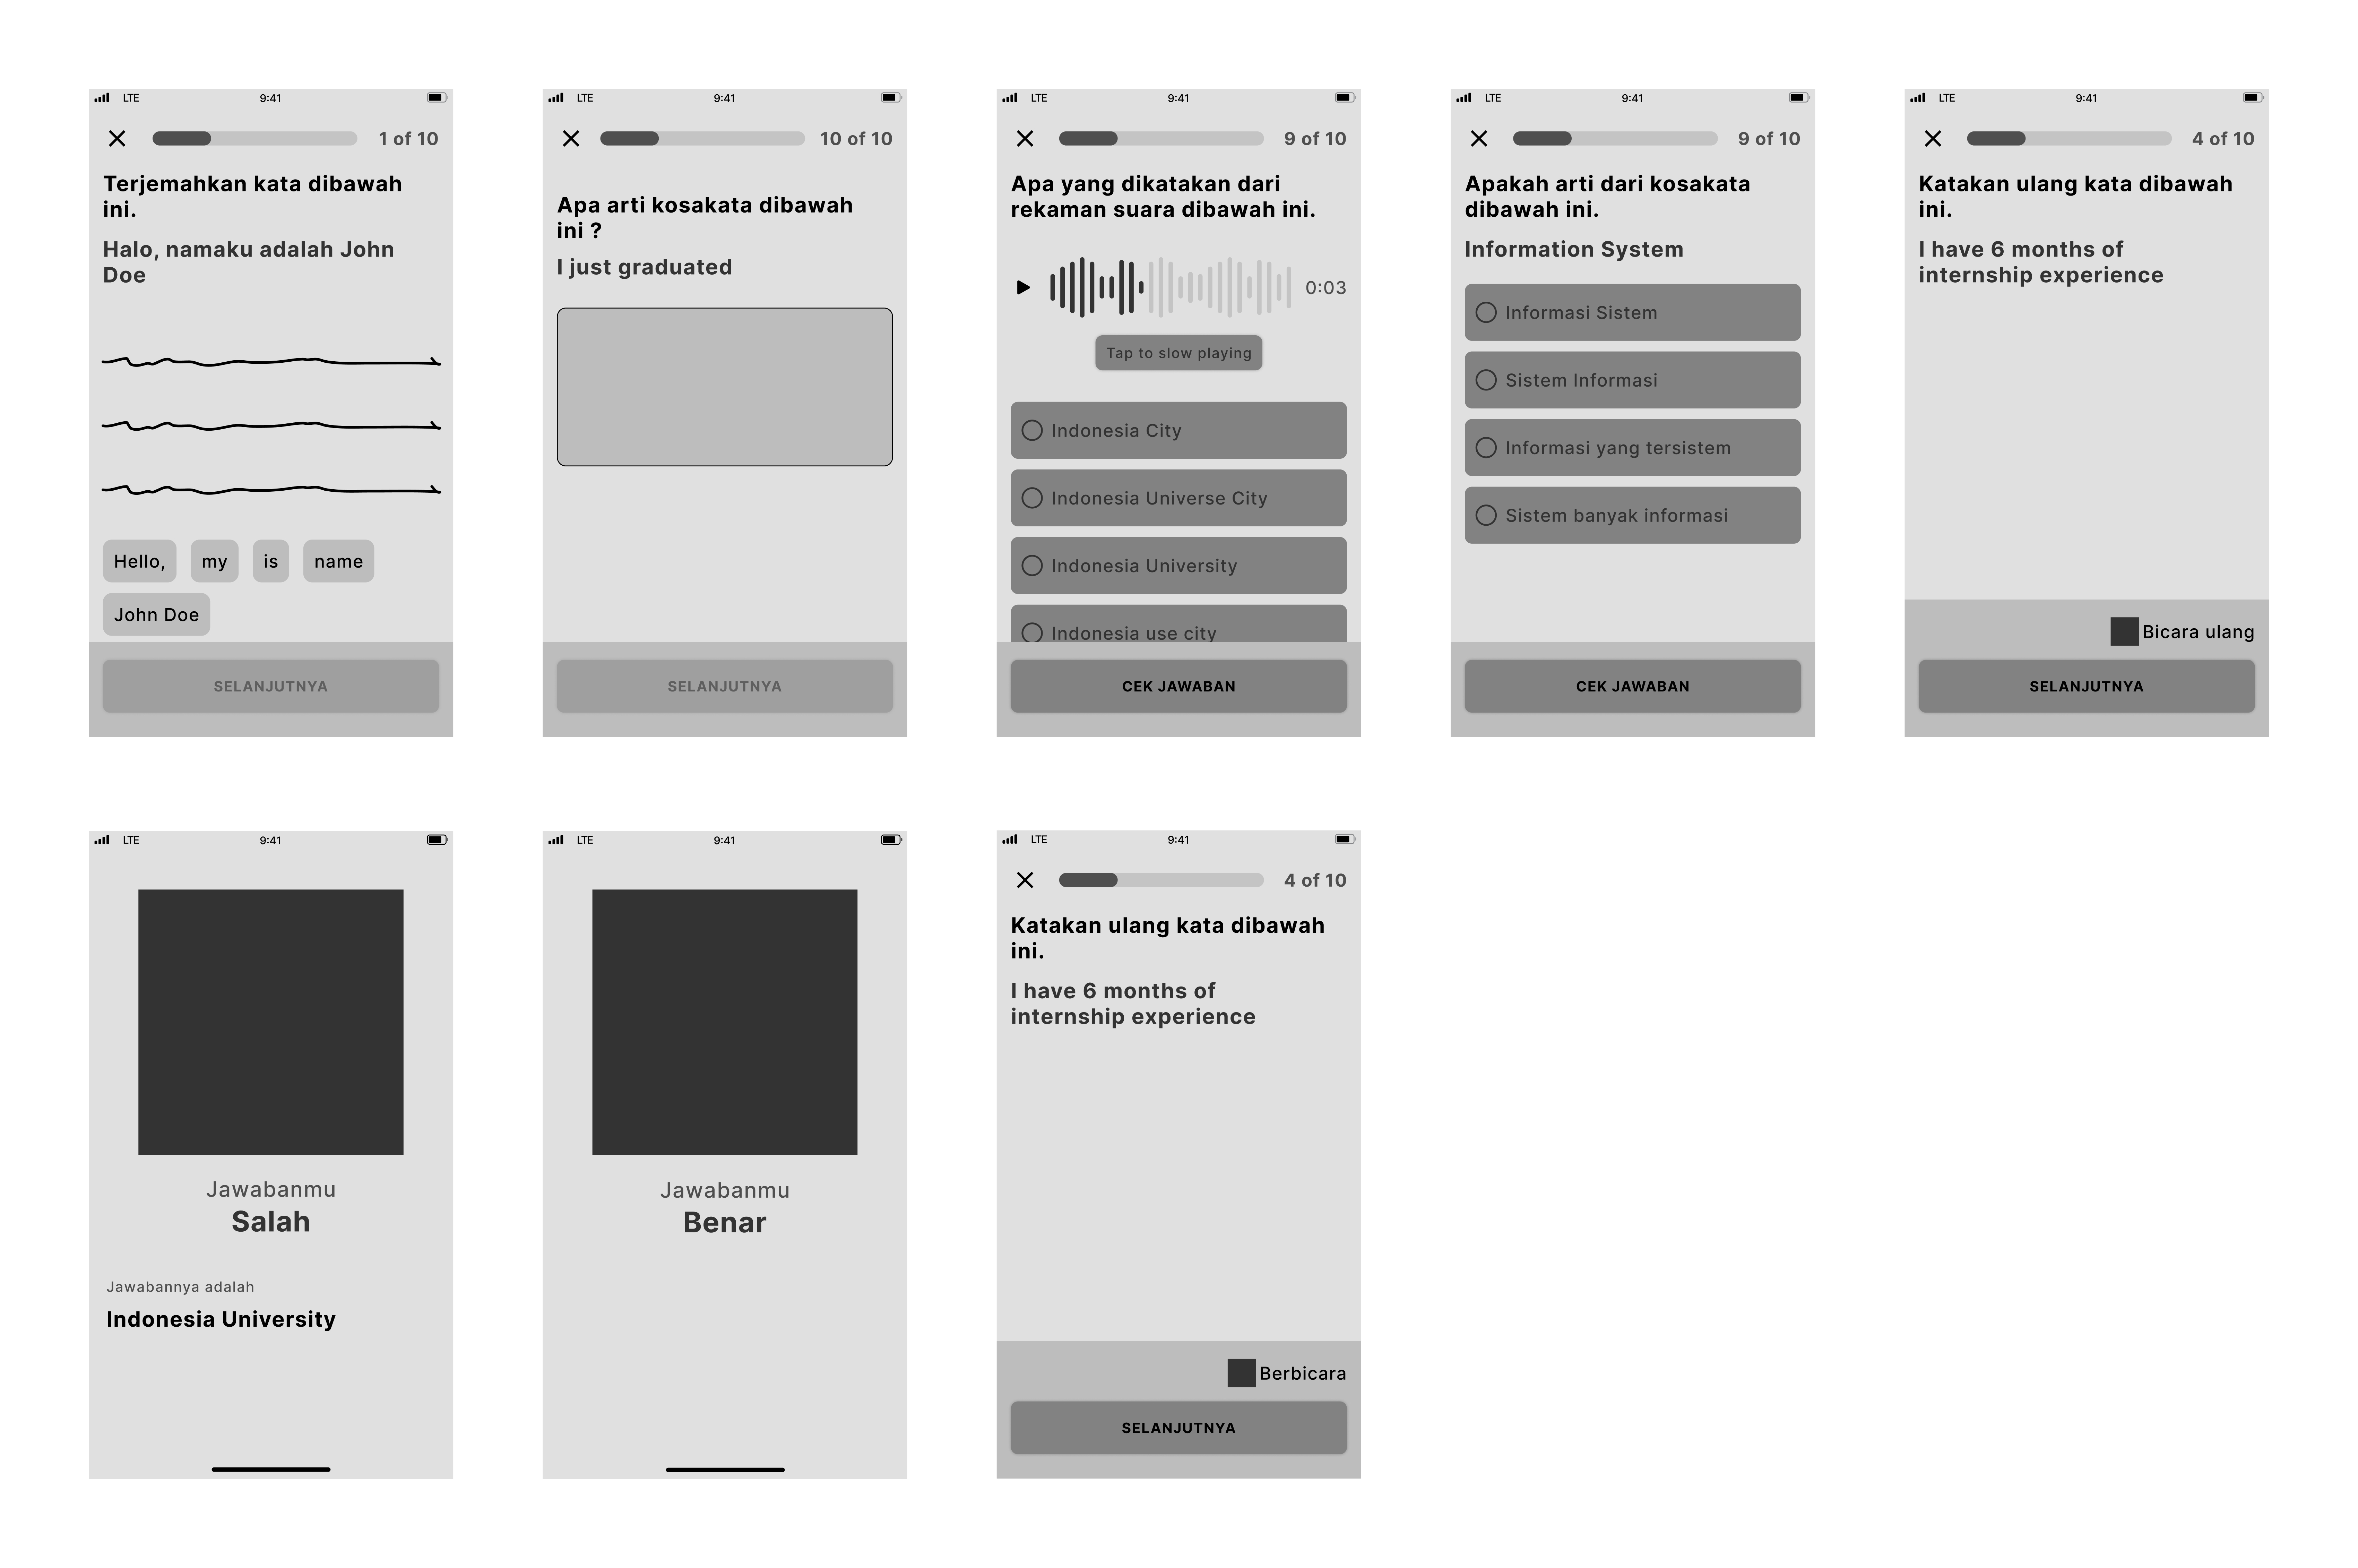 LTE 9:41
1 of 10
Terjemahkan kata dibawah
ini.
Halo, namaku adalah John
Doe
Hello, my is name
John Doe
SELANJUTNYA
LTE 9:41
10 of 10
Apa arti kosakata dibawah
ini ?
I just graduated
SELANJUTNYA
LTE 9:41
9 of 10
Apa yang dikatakan dari
rekaman suara dibawah ini.
0:03
Tap to slow playing
Indonesia City
Indonesia Universe City
Indonesia University
Indonesia use city
CEK JAWABAN
LTE 9:41
9 of 10
Apakah arti dari kosakata
dibawah ini.
Information System
Informasi Sistem
Sistem Informasi
Informasi yang tersistem
Sistem banyak informasi
CEK JAWABAN
LTE 9:41
4 of 10
Katakan ulang kata dibawah
ini.
I have 6 months of
internship experience
Bicara ulang
SELANJUTNYA
LTE 9:41
Jawabanmu
Salah
Jawabannya adalah
Indonesia University
LTE 9:41
Jawabanmu
Benar
LTE 9:41
4 of 10
Katakan ulang kata dibawah
ini.
I have 6 months of
internship experience
Berbicara
SELANJUTNYA